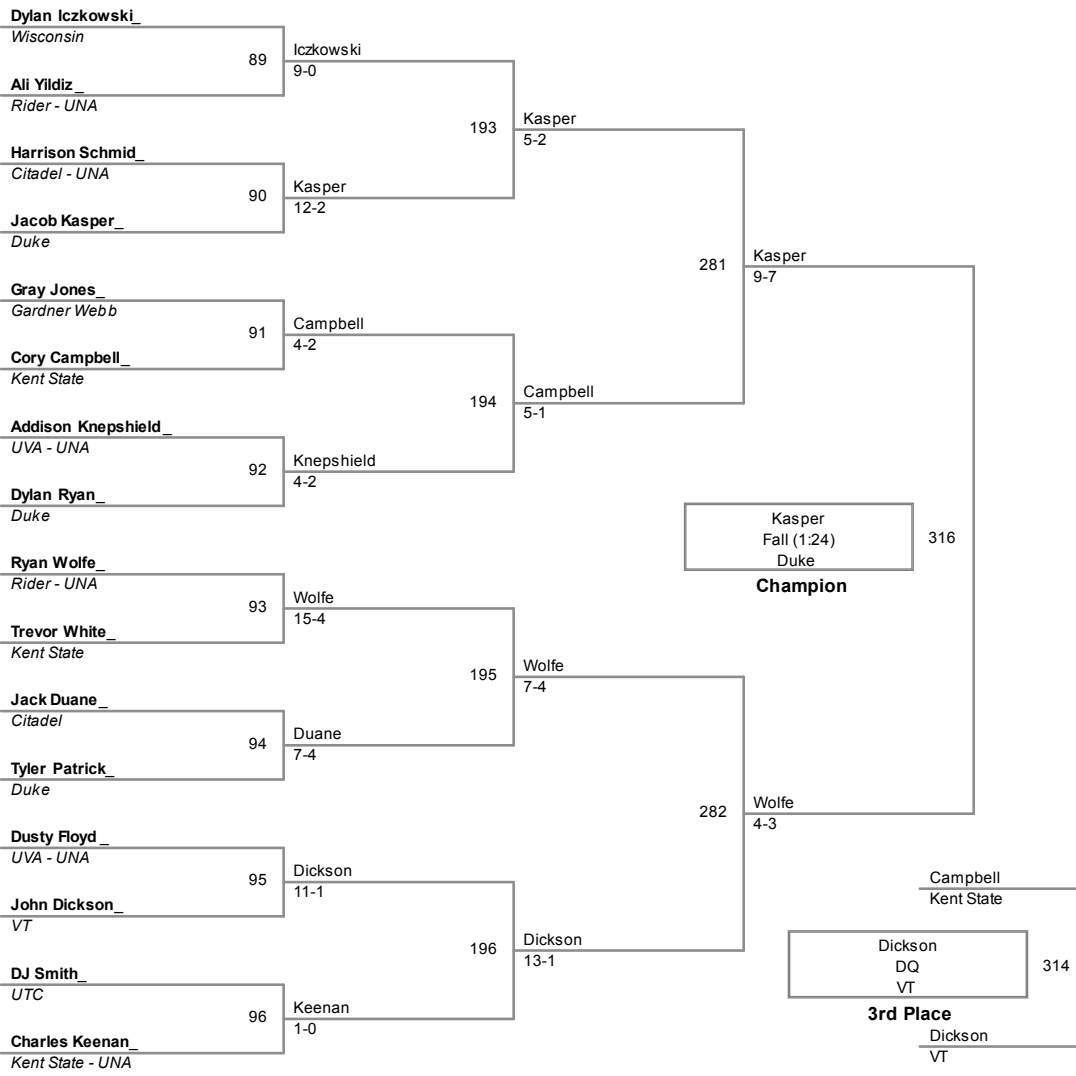 Dylan Iczkowski_
Wisconsin
89
Iczkowski
9-0
Ali Yildiz_
Rider - UNA
193
Kasper
5-2
Harrison Schmid_
Citadel - UNA
90
Kasper
12-2
Jacob Kasper_
Duke
281
Kasper
9-7
Gray Jones_
Gardner Webb
91
Campbell
4-2
Cory Campbell_
Kent State
194
Campbell
5-1
Addison Knepshield_
UVA - UNA
92
Knepshield
4-2
Dylan Ryan_
Duke
Kasper
Fall (1:24)
Duke
Champion
316
Ryan Wolfe_
Rider - UNA
93
Wolfe
15-4
Trevor White_
Kent State
195
Wolfe
7-4
Jack Duane_
Citadel
94
Duane
7-4
Tyler Patrick_
Duke
282
Wolfe
4-3
Dusty Floyd_
UVA - UNA
95
Dickson
11-1
John Dickson_
VT
196
Dickson
13-1
DJ Smith_
UTC
96
Keenan
1-0
Charles Keenan_
Kent State - UNA
Campbell
Kent State
Dickson
DQ
VT
314
3rd Place
Dickson
VT